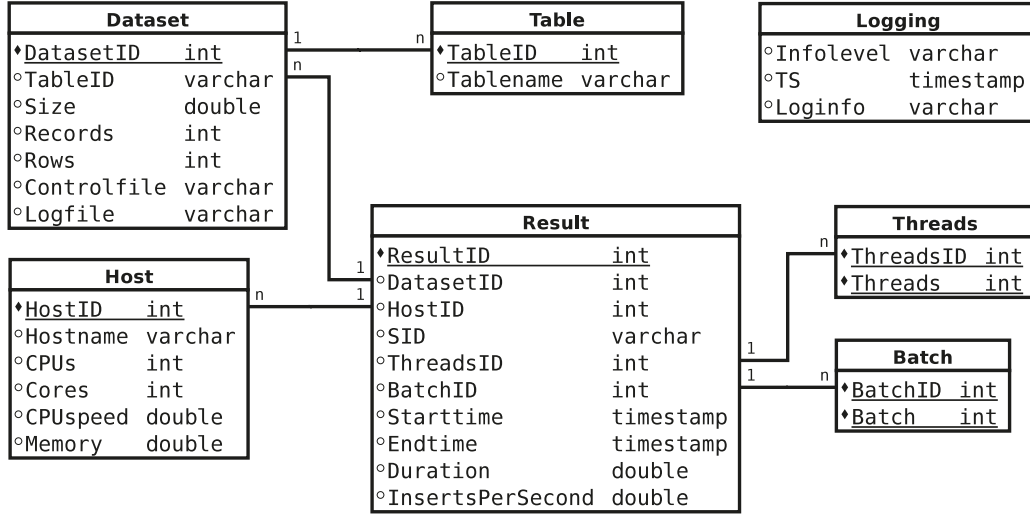 Dataset
♦DatasetID int
○TableID varchar
○Size double
○Records int
○Rows int
○Controlfile varchar
○Logfile varchar
1
n
n
Table
♦TableID int
○Tablename varchar
Logging
○Infolevel varchar
○TS timestamp
○Loginfo varchar
Host
♦HostID int
○Hostname varchar
○CPUs int
○Cores int
○CPUspeed double
○Memory double
n
1
1
Result
♦ResultID int
○DatasetID int
○HostID int
○SID varchar
○ThreadsID int
○BatchID int
○Starttime timestamp
○Endtime timestamp
○Duration double
○InsertsPerSecond double
1
1
n
n
Threads
♦ThreadsID int
♦Threads int
Batch
♦BatchID int
♦Batch int